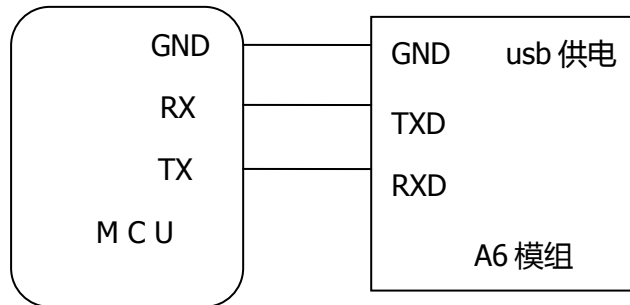 GND
RX
TX
M C U
GND usb 供电
TXD
RXD
A6 模组